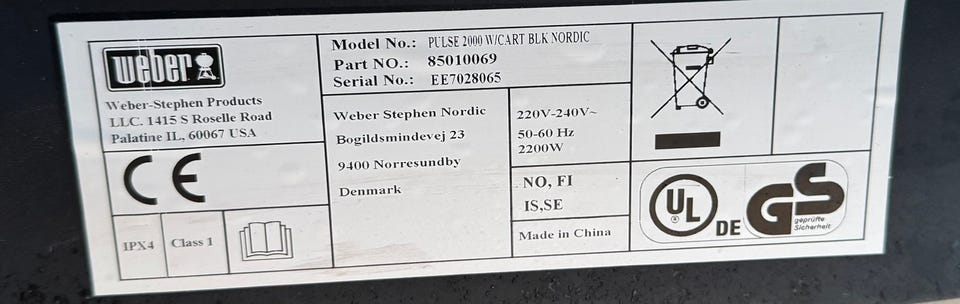 weber
Weber-Stephen Products
LLC. 1415 S Roselle Road
Palatine IL, 60067 USA
CE
IPX4
Class 1
Model No.: PULSE 2000 W/CART BLK NORDIC
Part NO.: 85010069
Serial No.: EE7028065
Weber Stephen Nordic
Bogildsmindevej 23
9400 Norresundby
Denmark
220V-240V~
50-60 Hz
2200W
NO, FI
IS,SE
Made in China
UL
DE
GS
geprüfte
Sicherheit